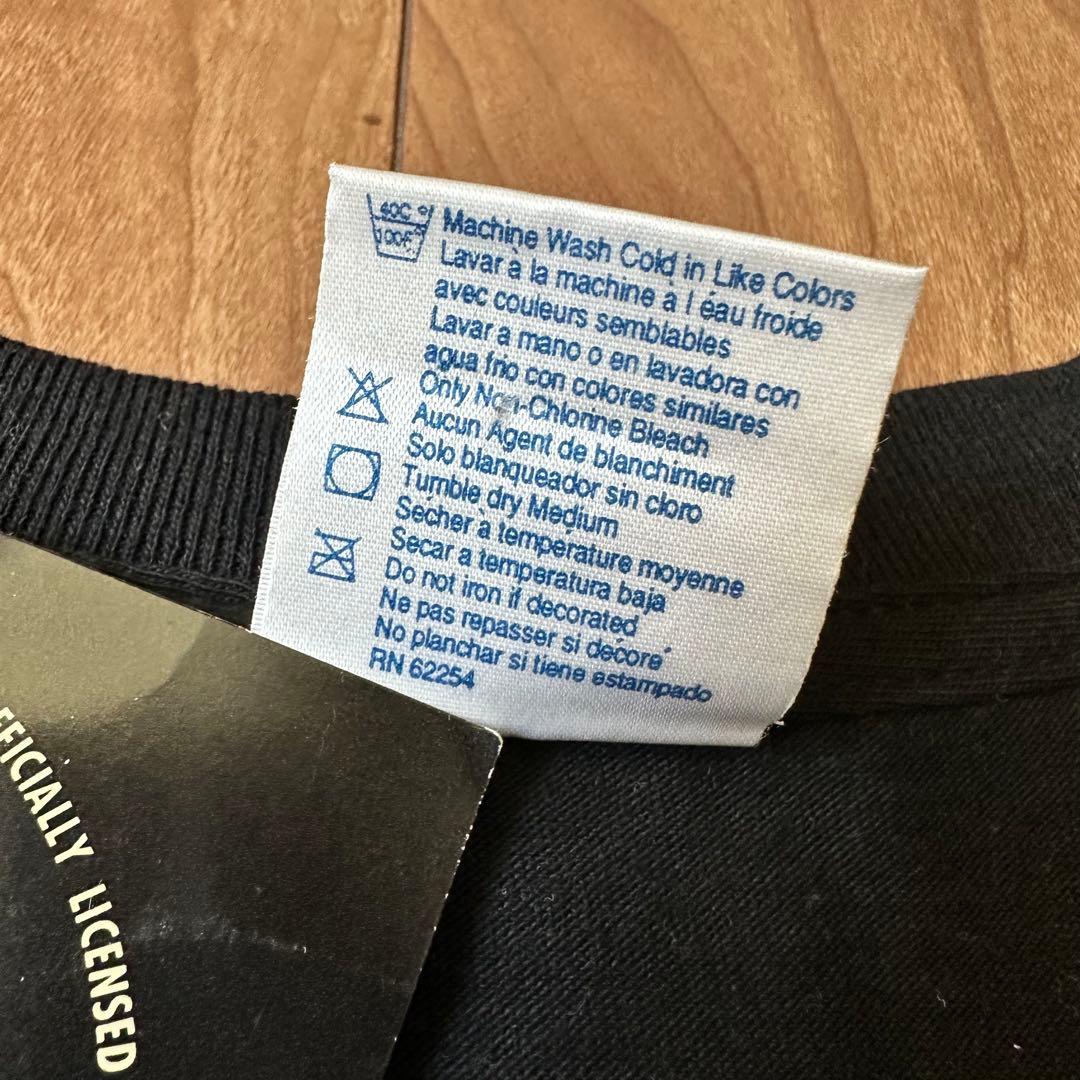 40C°
100F
Machine Wash Cold in Like Colors
Lavar à la machine à l éau froide
avec couleurs semblables
Lavar a mano o en lavadora con
agua frio con colores similares
Only Non-Chlorine Bleach
Aucun Agent de blanchiment
Solo blanqueador sin cloro
Tumble dry Medium
Secher a temperature moyenne
Secar a temperatura baja
Do not iron if decorated
Ne pas repasser si decoré
No planchar si tiene estampado
RN 62254
FFICIALLY LICENSED